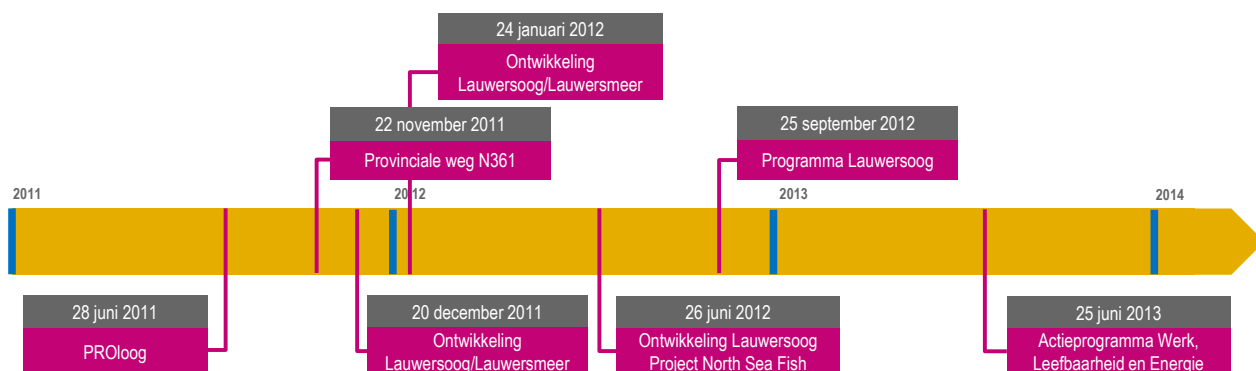 24 januari 2012
Ontwikkeling
Lauwersoog/Lauwersmeer
22 november 2011
Provinciale weg N361
25 september 2012
Programma Lauwersoog
2011
2012
2013
2014
28 juni 2011
PROloog
20 december 2011
Ontwikkeling
Lauwersoog/Lauwersmeer
26 juni 2012
Ontwikkeling Lauwersoog
Project North Sea Fish
25 juni 2013
Actieprogramma Werk,
Leefbaarheid en Energie